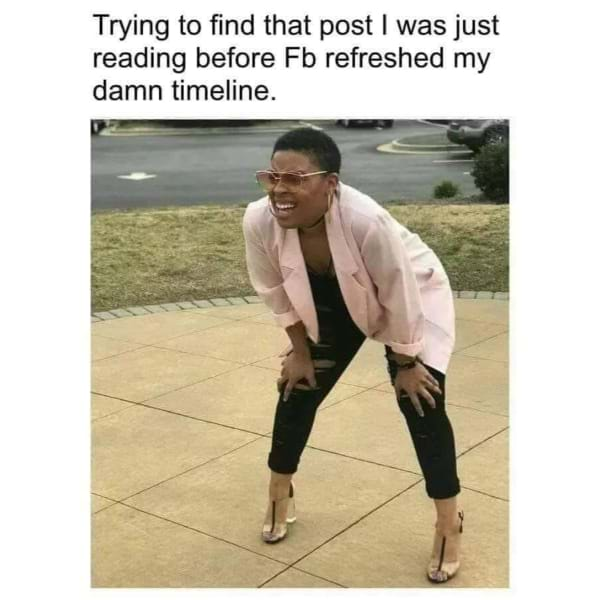 Trying to find that post I was just
reading before Fb refreshed my
damn timeline.